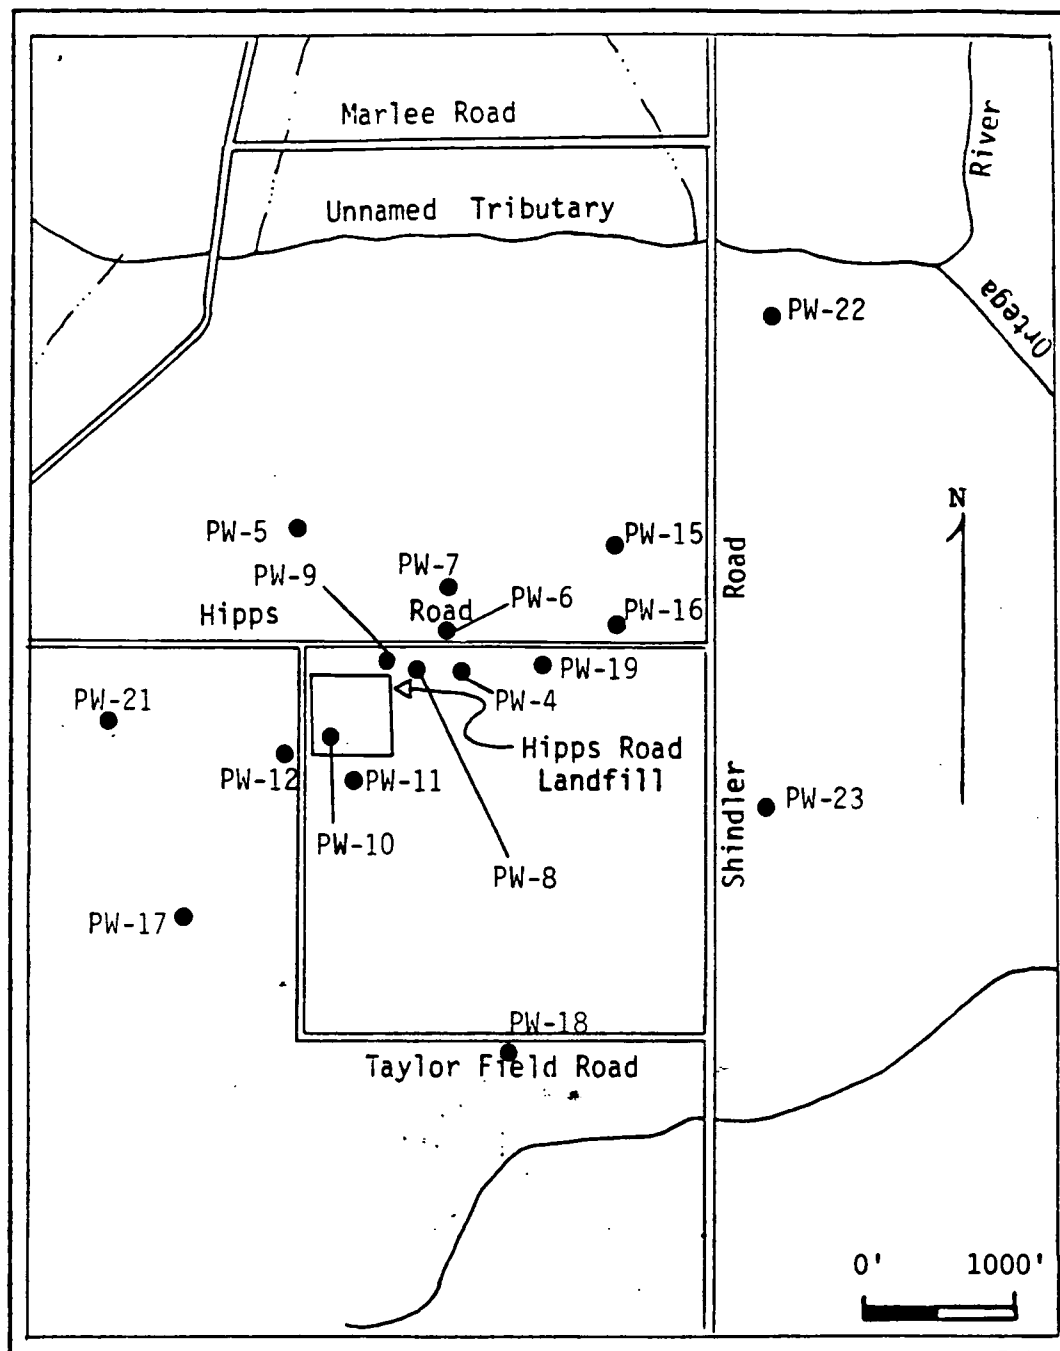 Marlee Road
River
Unnamed Tributary
Ortega
PW-22
N
PW-5
PW-15
PW-7
PW-9
PW-6
Road
Hipps Road
PW-16
PW-19
PW-21
PW-4
Hipps Road
Landfill
PW-12
PW-11
PW-23
Shindler
PW-10
PW-8
PW-17
PW-18
Taylor Field Road
0' 1000'